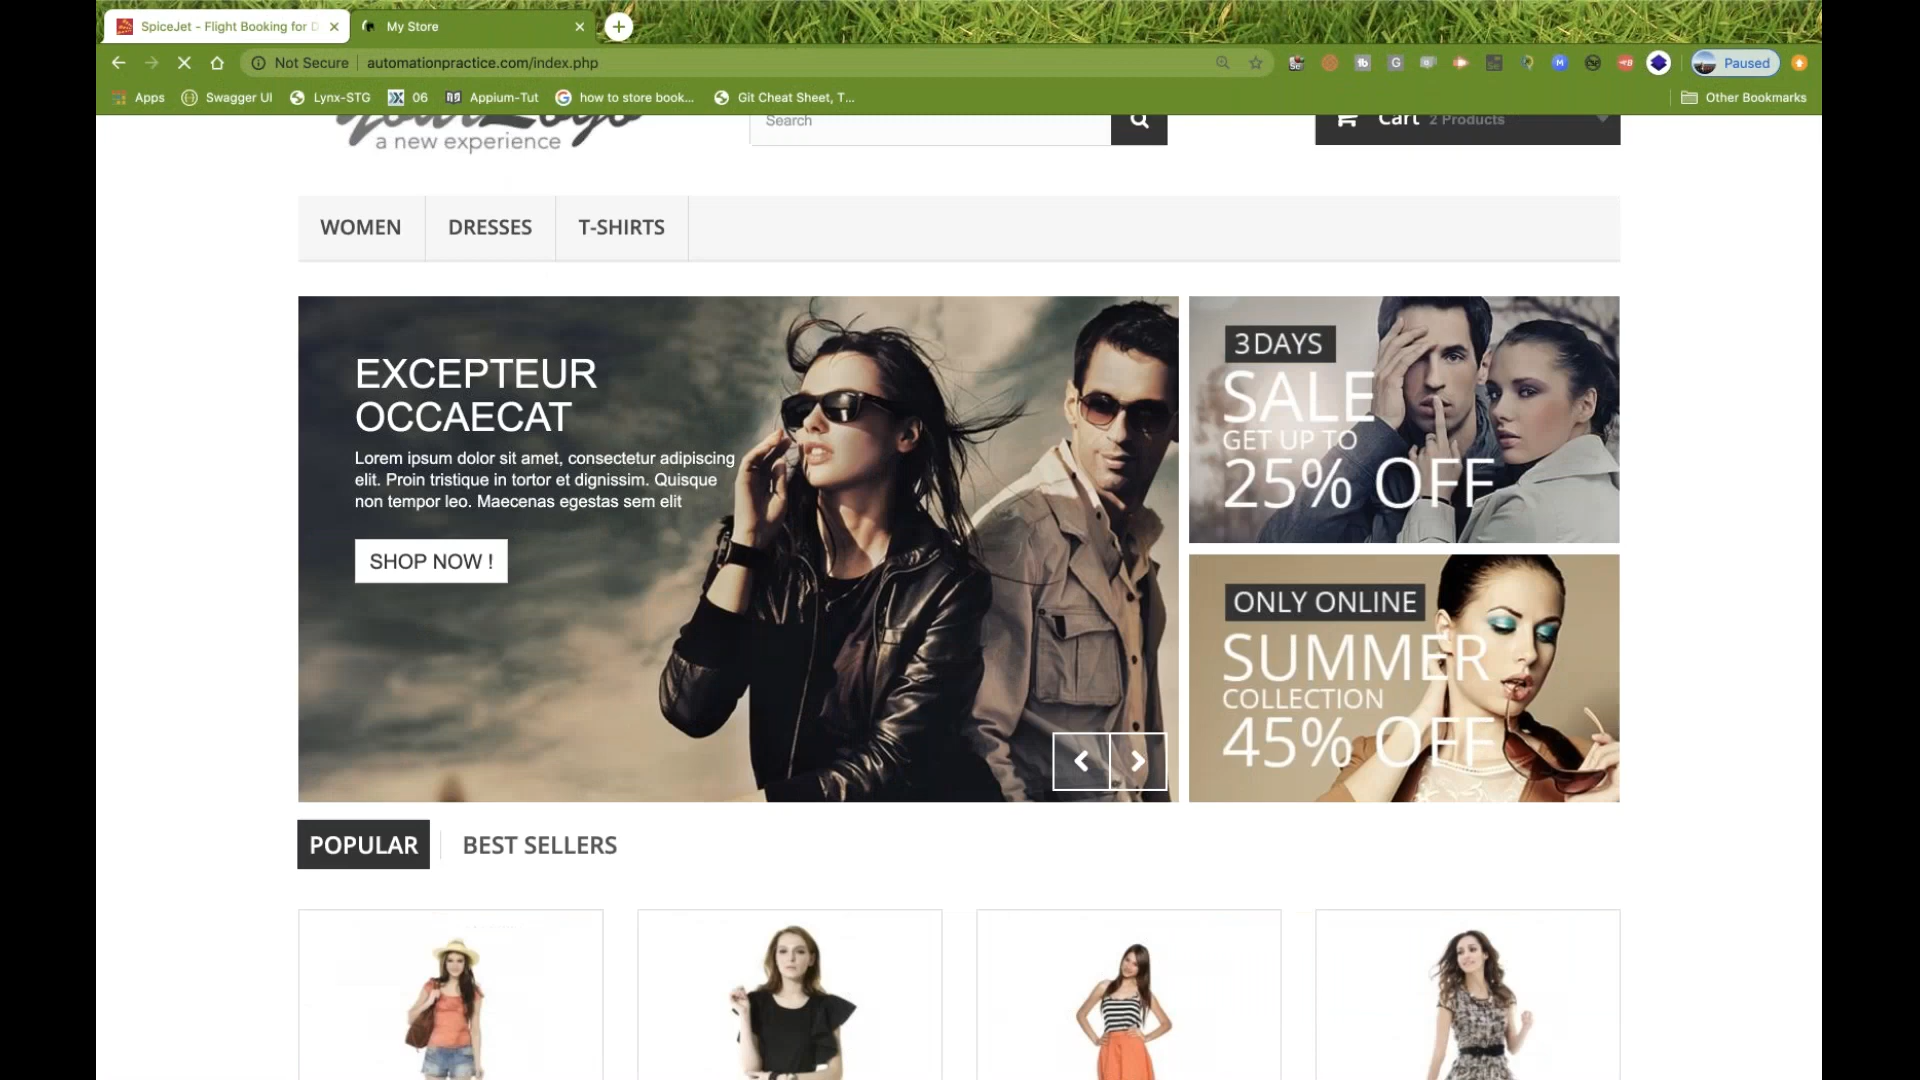 SpiceJet - Flight Booking for D
My Store
Not Secure
automationpractice.com/index.php
Paused
Apps
Swagger UI
Lynx-STG
06
Appium-Tut
how to store book...
Git Cheat Sheet, T...
Other Bookmarks
a new experience
Search
Cart 2 Products
WOMEN
DRESSES
T-SHIRTS
EXCEPTEUR
OCCAECAT
Lorem ipsum dolor sit amet, consectetur adipiscing
elit. Proin tristique in tortor et dignissim. Quisque
non tempor leo. Maecenas egestas sem elit
SHOP NOW !
3 DAYS
SALE
GET UP TO
25% OFF
ONLY ONLINE
SUMMER
COLLECTION
45% OFF
POPULAR
BEST SELLERS